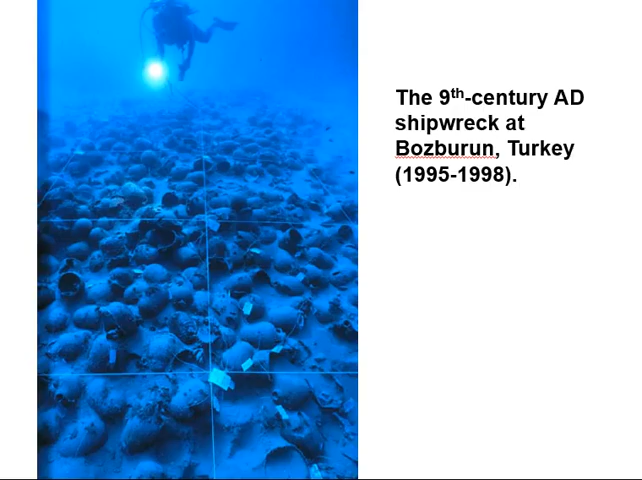 The 9th-century AD
shipwreck at
Bozburun, Turkey
(1995-1998).